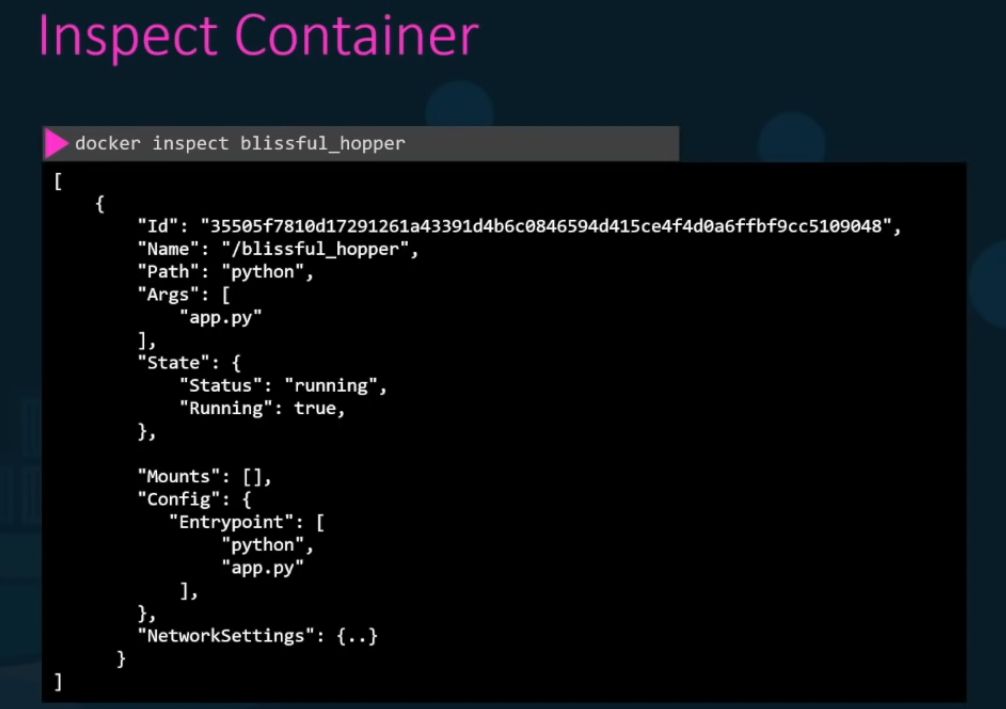 Inspect Container
docker inspect blissful_hopper
[
{
"Id": "35505f7810d17291261a43391d4b6c0846594d415ce4f4d0a6ffbf9cc5109048",
"Name": "/blissful_hopper",
"Path": "python",
"Args": [
"app.py"
],
"State": {
"Status": "running",
"Running": true,
},
"Mounts": [],
"Config": {
"Entrypoint": [
"python",
"app.py"
],
},
"NetworkSettings": {..}
}
]